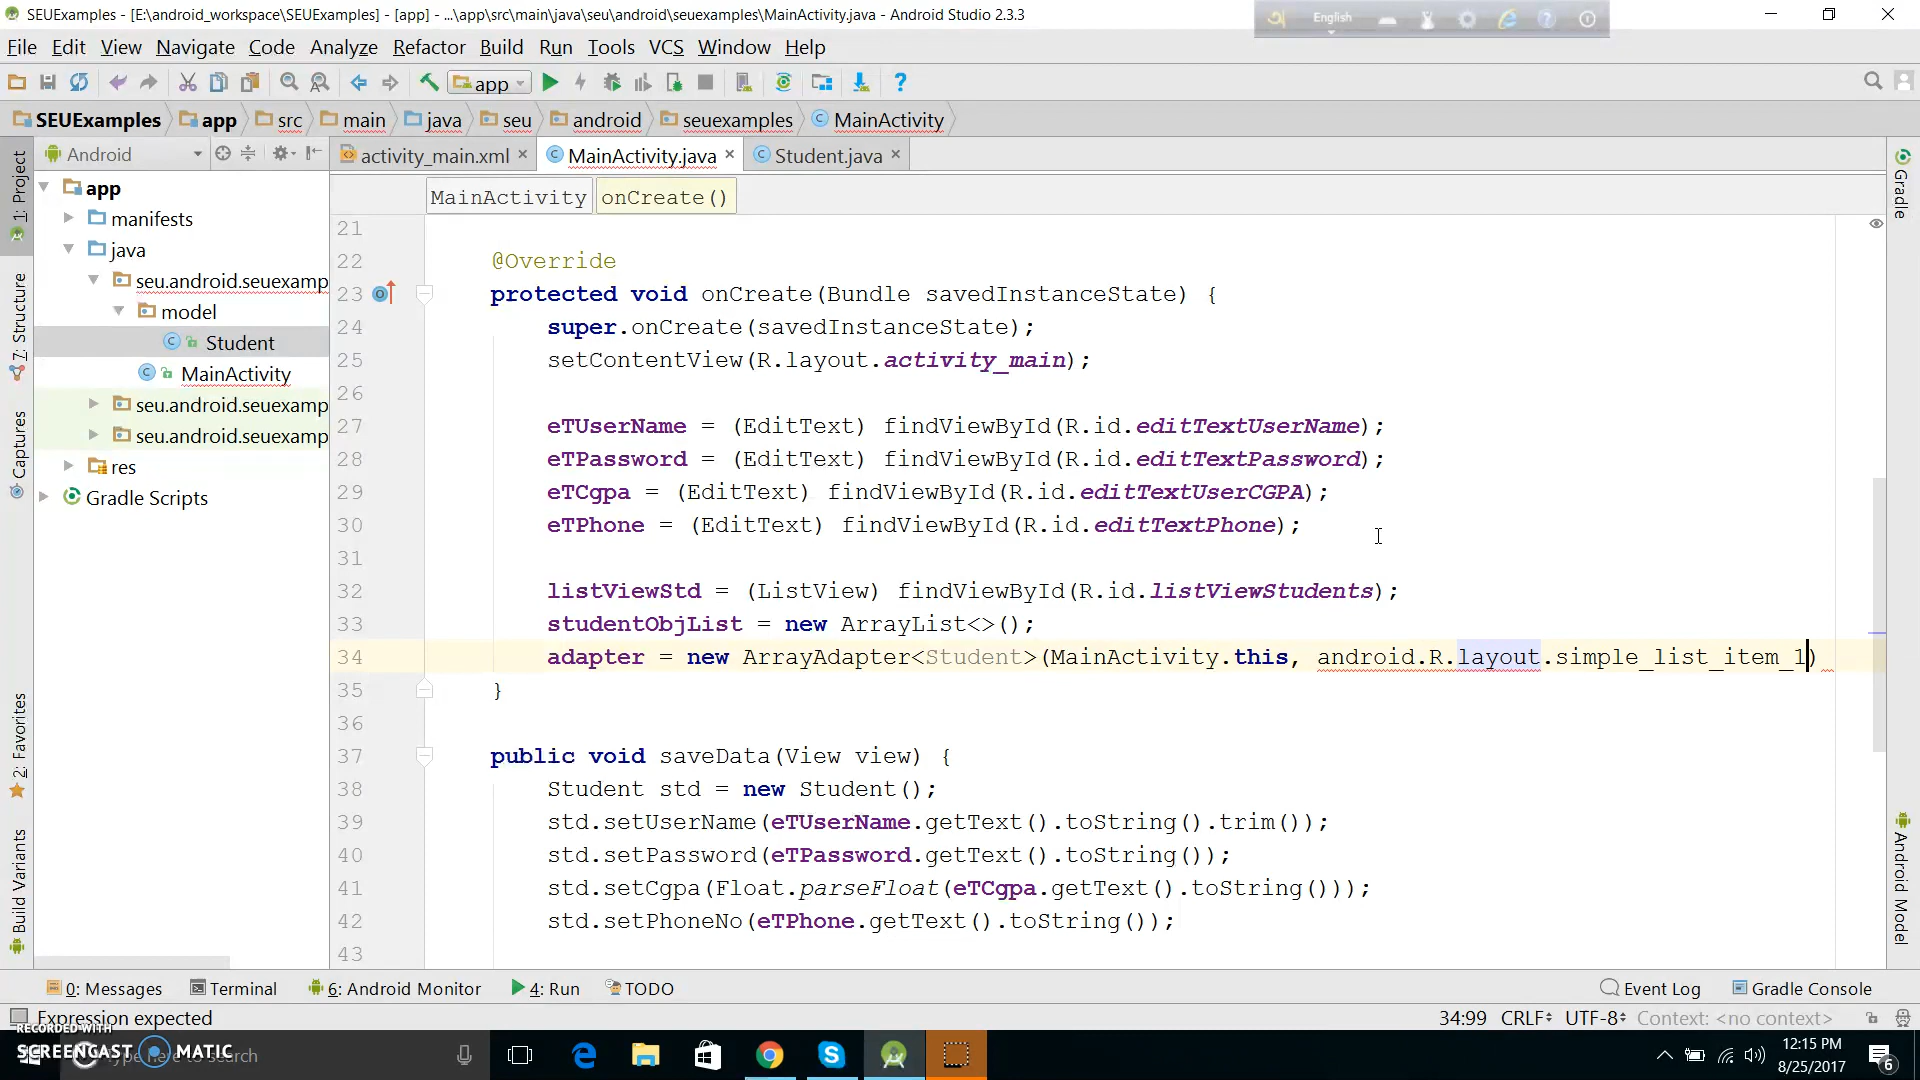 SEUExamples - [E:\android_workspace\SEUExamples] - [app] - ...\app\src\main\java\seu\android\seuexamples\MainActivity.java - Android Studio 2.3.3
English
File Edit View Navigate Code Analyze Refactor Build Run Tools VCS Window Help
app
SEUExamples app src main java seu android seuexamples MainActivity
Android
activity_main.xml MainActivity.java Student.java
MainActivity onCreate()
1: Project
7: Structure
Captures
2: Favorites
Build Variants
app
manifests
java
seu.android.seuexamp
model
Student
MainActivity
seu.android.seuexamp
seu.android.seuexamp
res
Gradle Scripts
21
22 @Override
23 protected void onCreate(Bundle savedInstanceState) {
24 super.onCreate(savedInstanceState);
25 setContentView(R.layout.activity_main);
26
27 eTUserName = (EditText) findViewById(R.id.editTextUserName);
28 eTPassword = (EditText) findViewById(R.id.editTextPassword);
29 eTCgpa = (EditText) findViewById(R.id.editTextUserCGPA);
30 eTPhone = (EditText) findViewById(R.id.editTextPhone);
31
32 listViewStd = (ListView) findViewById(R.id.listViewStudents);
33 studentObjList = new ArrayList<>();
34 adapter = new ArrayAdapter<Student>(MainActivity.this, android.R.layout.simple_list_item_1)
35 }
36
37 public void saveData(View view) {
38 Student std = new Student();
39 std.setUserName(eTUserName.getText().toString().trim());
40 std.setPassword(eTPassword.getText().toString());
41 std.setCgpa(Float.parseFloat(eTCgpa.getText().toString()));
42 std.setPhoneNo(eTPhone.getText().toString());
43
Gradle
Android Model
0: Messages Terminal 6: Android Monitor 4: Run TODO Event Log Gradle Console
Expression expected 34:99 CRLF UTF-8 Context: <no context>
RECORDED WITH
SCREENCAST MATIC
to search
12:15 PM
8/25/2017
6